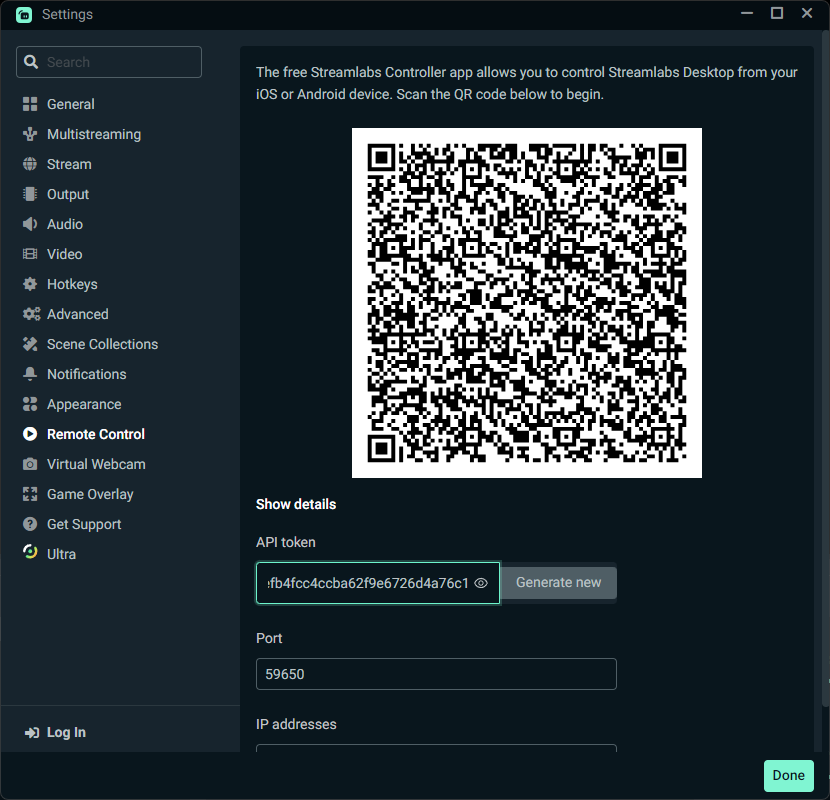 Settings
Search
General
Multistreaming
Stream
Output
Audio
Video
Hotkeys
Advanced
Scene Collections
Notifications
Appearance
Remote Control
Virtual Webcam
Game Overlay
Get Support
Ultra
Log In
The free Streamlabs Controller app allows you to control Streamlabs Desktop from your
iOS or Android device. Scan the QR code below to begin.
Show details
API token
efb4fcc4ccba62f9e6726d4a76c1
Generate new
Port
59650
IP addresses
Done